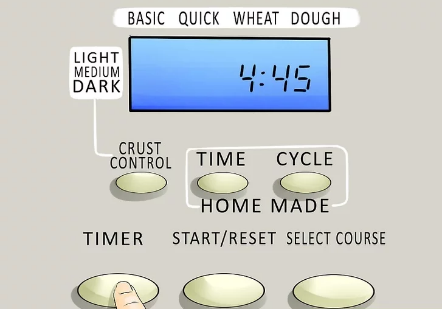 BASIC QUICK WHEAT DOUGH
LIGHT
MEDIUM
DARK
4:45
CRUST
CONTROL
TIME CYCLE
HOME MADE
TIMER START/RESET SELECT COURSE